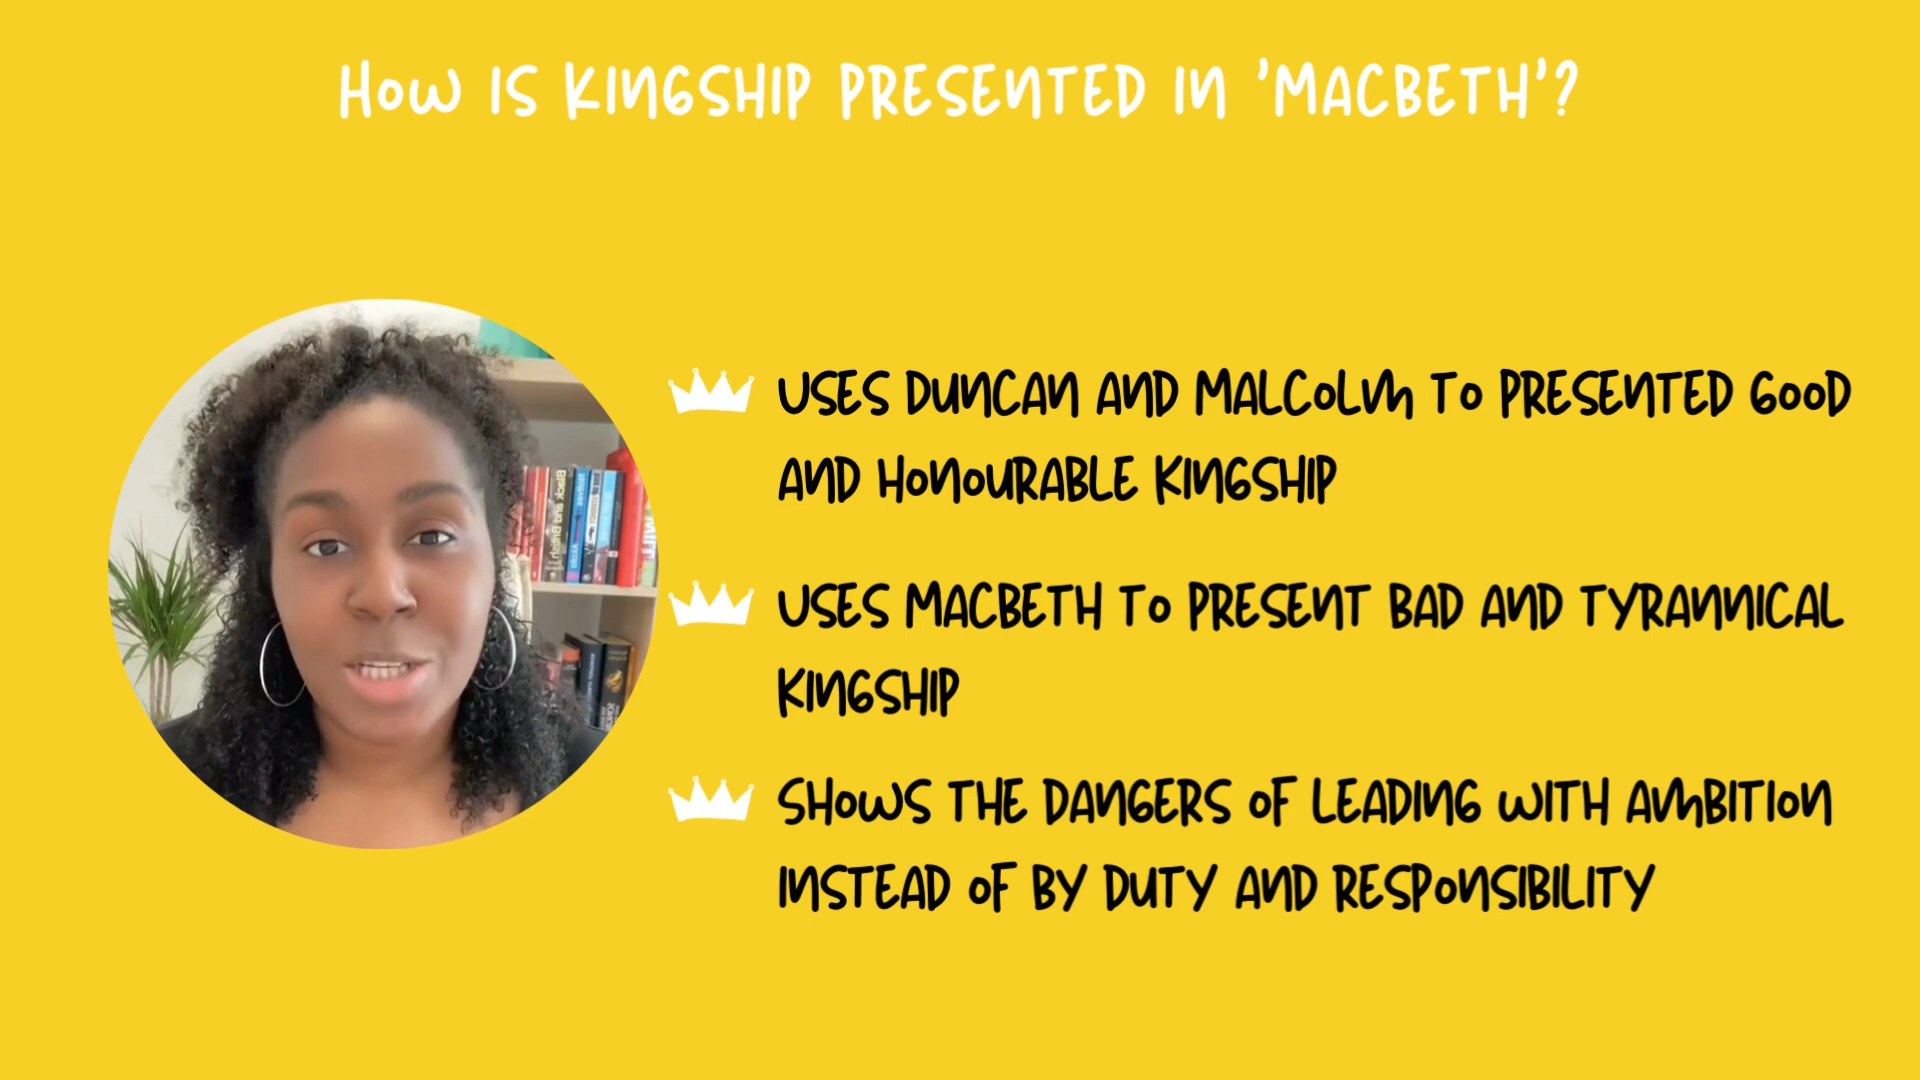 HOW IS KINGSHIP PRESENTED IN 'MACBETH'?
USES DUNCAN AND MALCOLM TO PRESENTED GOOD
AND HONOURABLE KINGSHIP
USES MACBETH TO PRESENT BAD AND TYRANNICAL
KINGSHIP
SHOWS THE DANGERS OF LEADING WITH AMBITION
INSTEAD OF BY DUTY AND RESPONSIBILITY